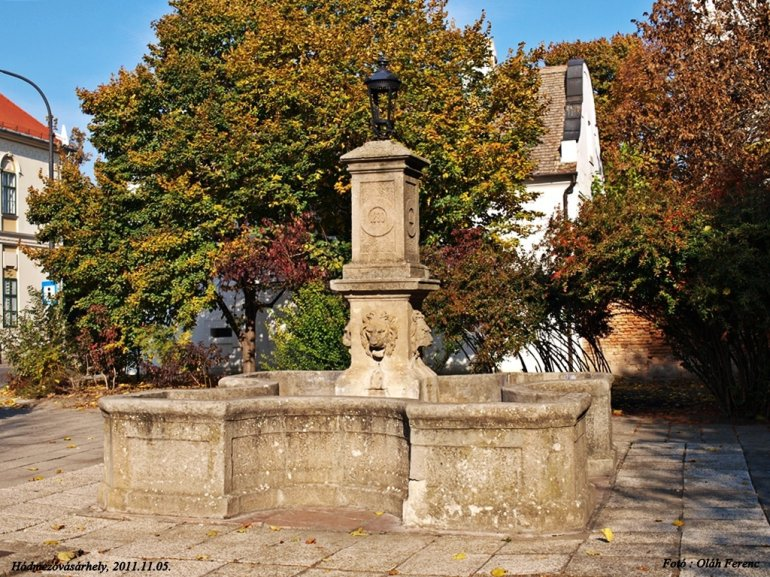 Hódmezővásárhely, 2011.11.05.
Fotó : Oláh Ferenc